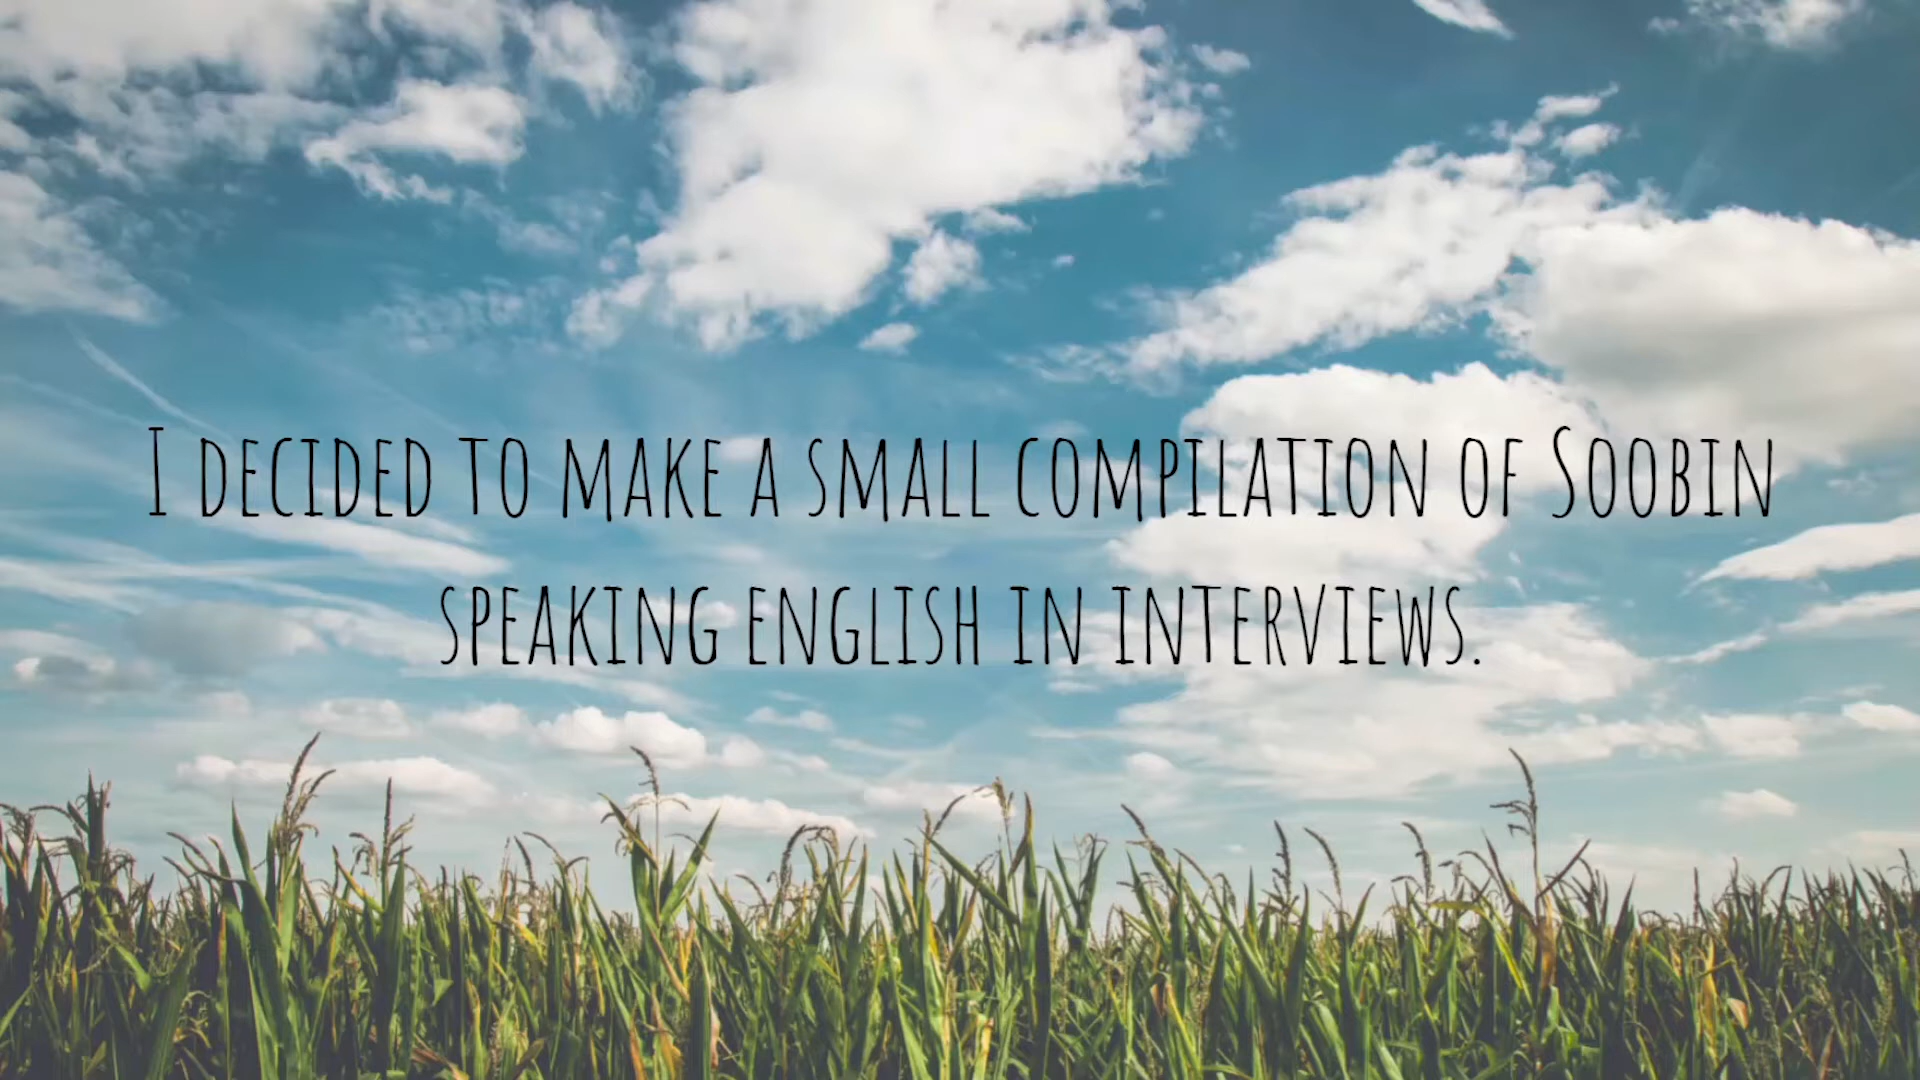 I decided to make a small compilation of Soobin
speaking english in interviews.